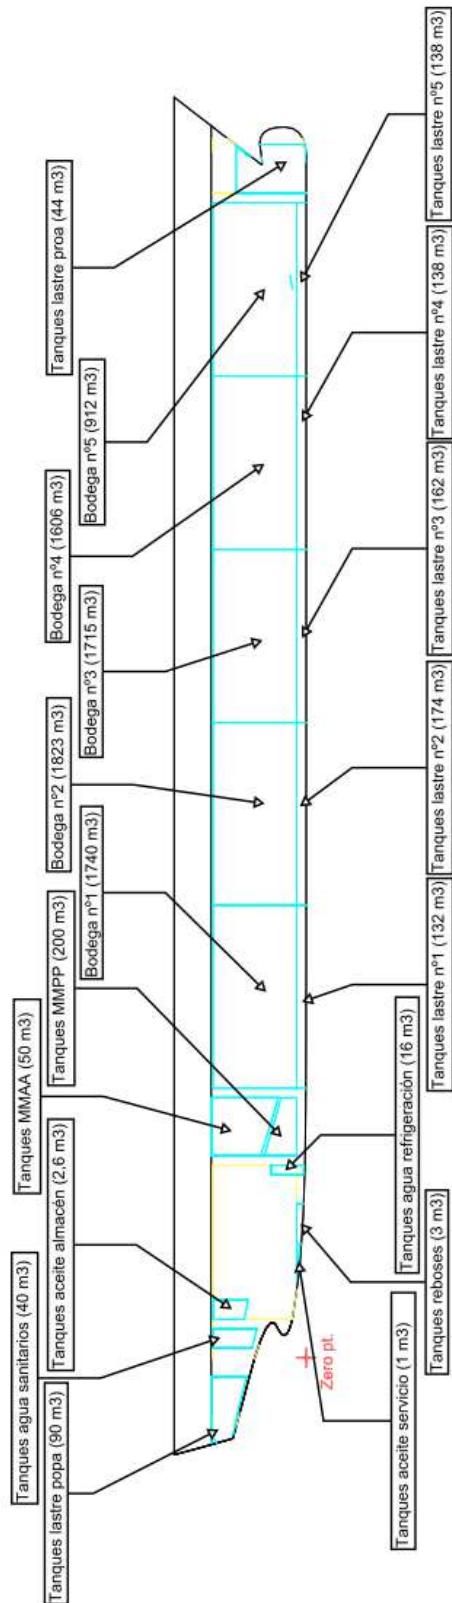 Tanques lastre popa (90 m3)
Tanques agua sanitarios (40 m3)
Tanques aceite almacén (2,6 m3)
Tanques MMAA (50 m3)
Tanques MMPP (200 m3)
Bodega nº1 (1740 m3)
Bodega nº2 (1823 m3)
Bodega nº3 (1715 m3)
Bodega nº4 (1606 m3)
Bodega nº5 (912 m3)
Tanques lastre proa (44 m3)
Zero pt.
Tanques aceite servicio (1 m3)
Tanques reboses (3 m3)
Tanques agua refrigeración (16 m3)
Tanques lastre nº1 (132 m3)
Tanques lastre nº2 (174 m3)
Tanques lastre nº3 (162 m3)
Tanques lastre nº4 (138 m3)
Tanques lastre nº5 (138 m3)